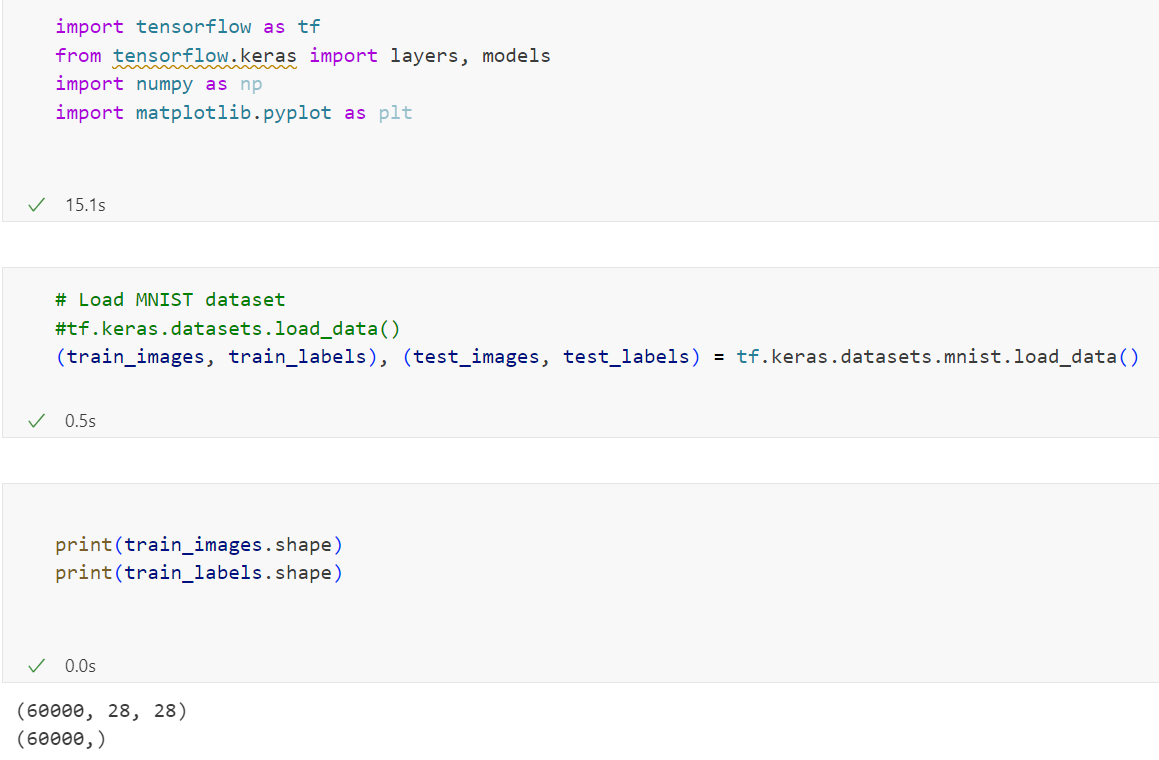 import tensorflow as tf
from tensorflow.keras import layers, models
import numpy as np
import matplotlib.pyplot as plt
15.1s
# Load MNIST dataset
#tf.keras.datasets.load_data()
(train_images, train_labels), (test_images, test_labels) = tf.keras.datasets.mnist.load_data()
0.5s
print(train_images.shape)
print(train_labels.shape)
0.0s
(60000, 28, 28)
(60000,)